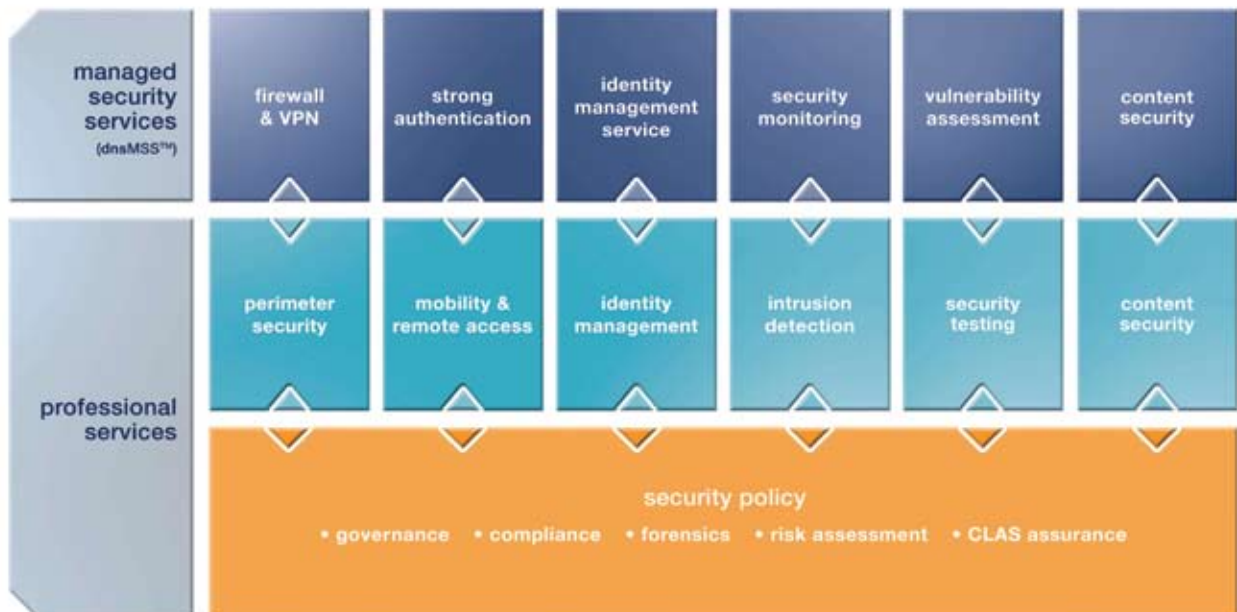 managed
security
services
(dnsMSS™)
firewall
& VPN
strong
authentication
identity
management
service
security
monitoring
vulnerability
assessment
content
security
professional
services
perimeter
security
mobility &
remote access
identity
management
intrusion
detection
security
testing
content
security
security policy
• governance • compliance • forensics • risk assessment • CLAS assurance